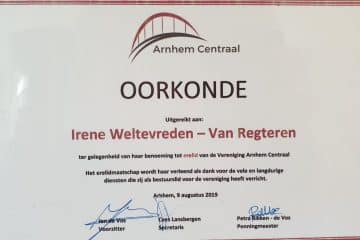 Arnhem Centraal
OORKONDE
Uitgereikt aan:
Irene Weltevreden – Van Regteren
ter gelegenheid van haar benoeming tot erelid van de Vereniging Arnhem Centraal
Het erelidmaatschap wordt haar verleend als dank voor de vele en langdurige
diensten die zij als bestuurslid voor de vereniging heeft verricht.
Arnhem, 9 augustus 2019
Jan de Vos Cees Lansbergen Petra Ribben - de Vos
Voorzitter Secretaris Penningmeester